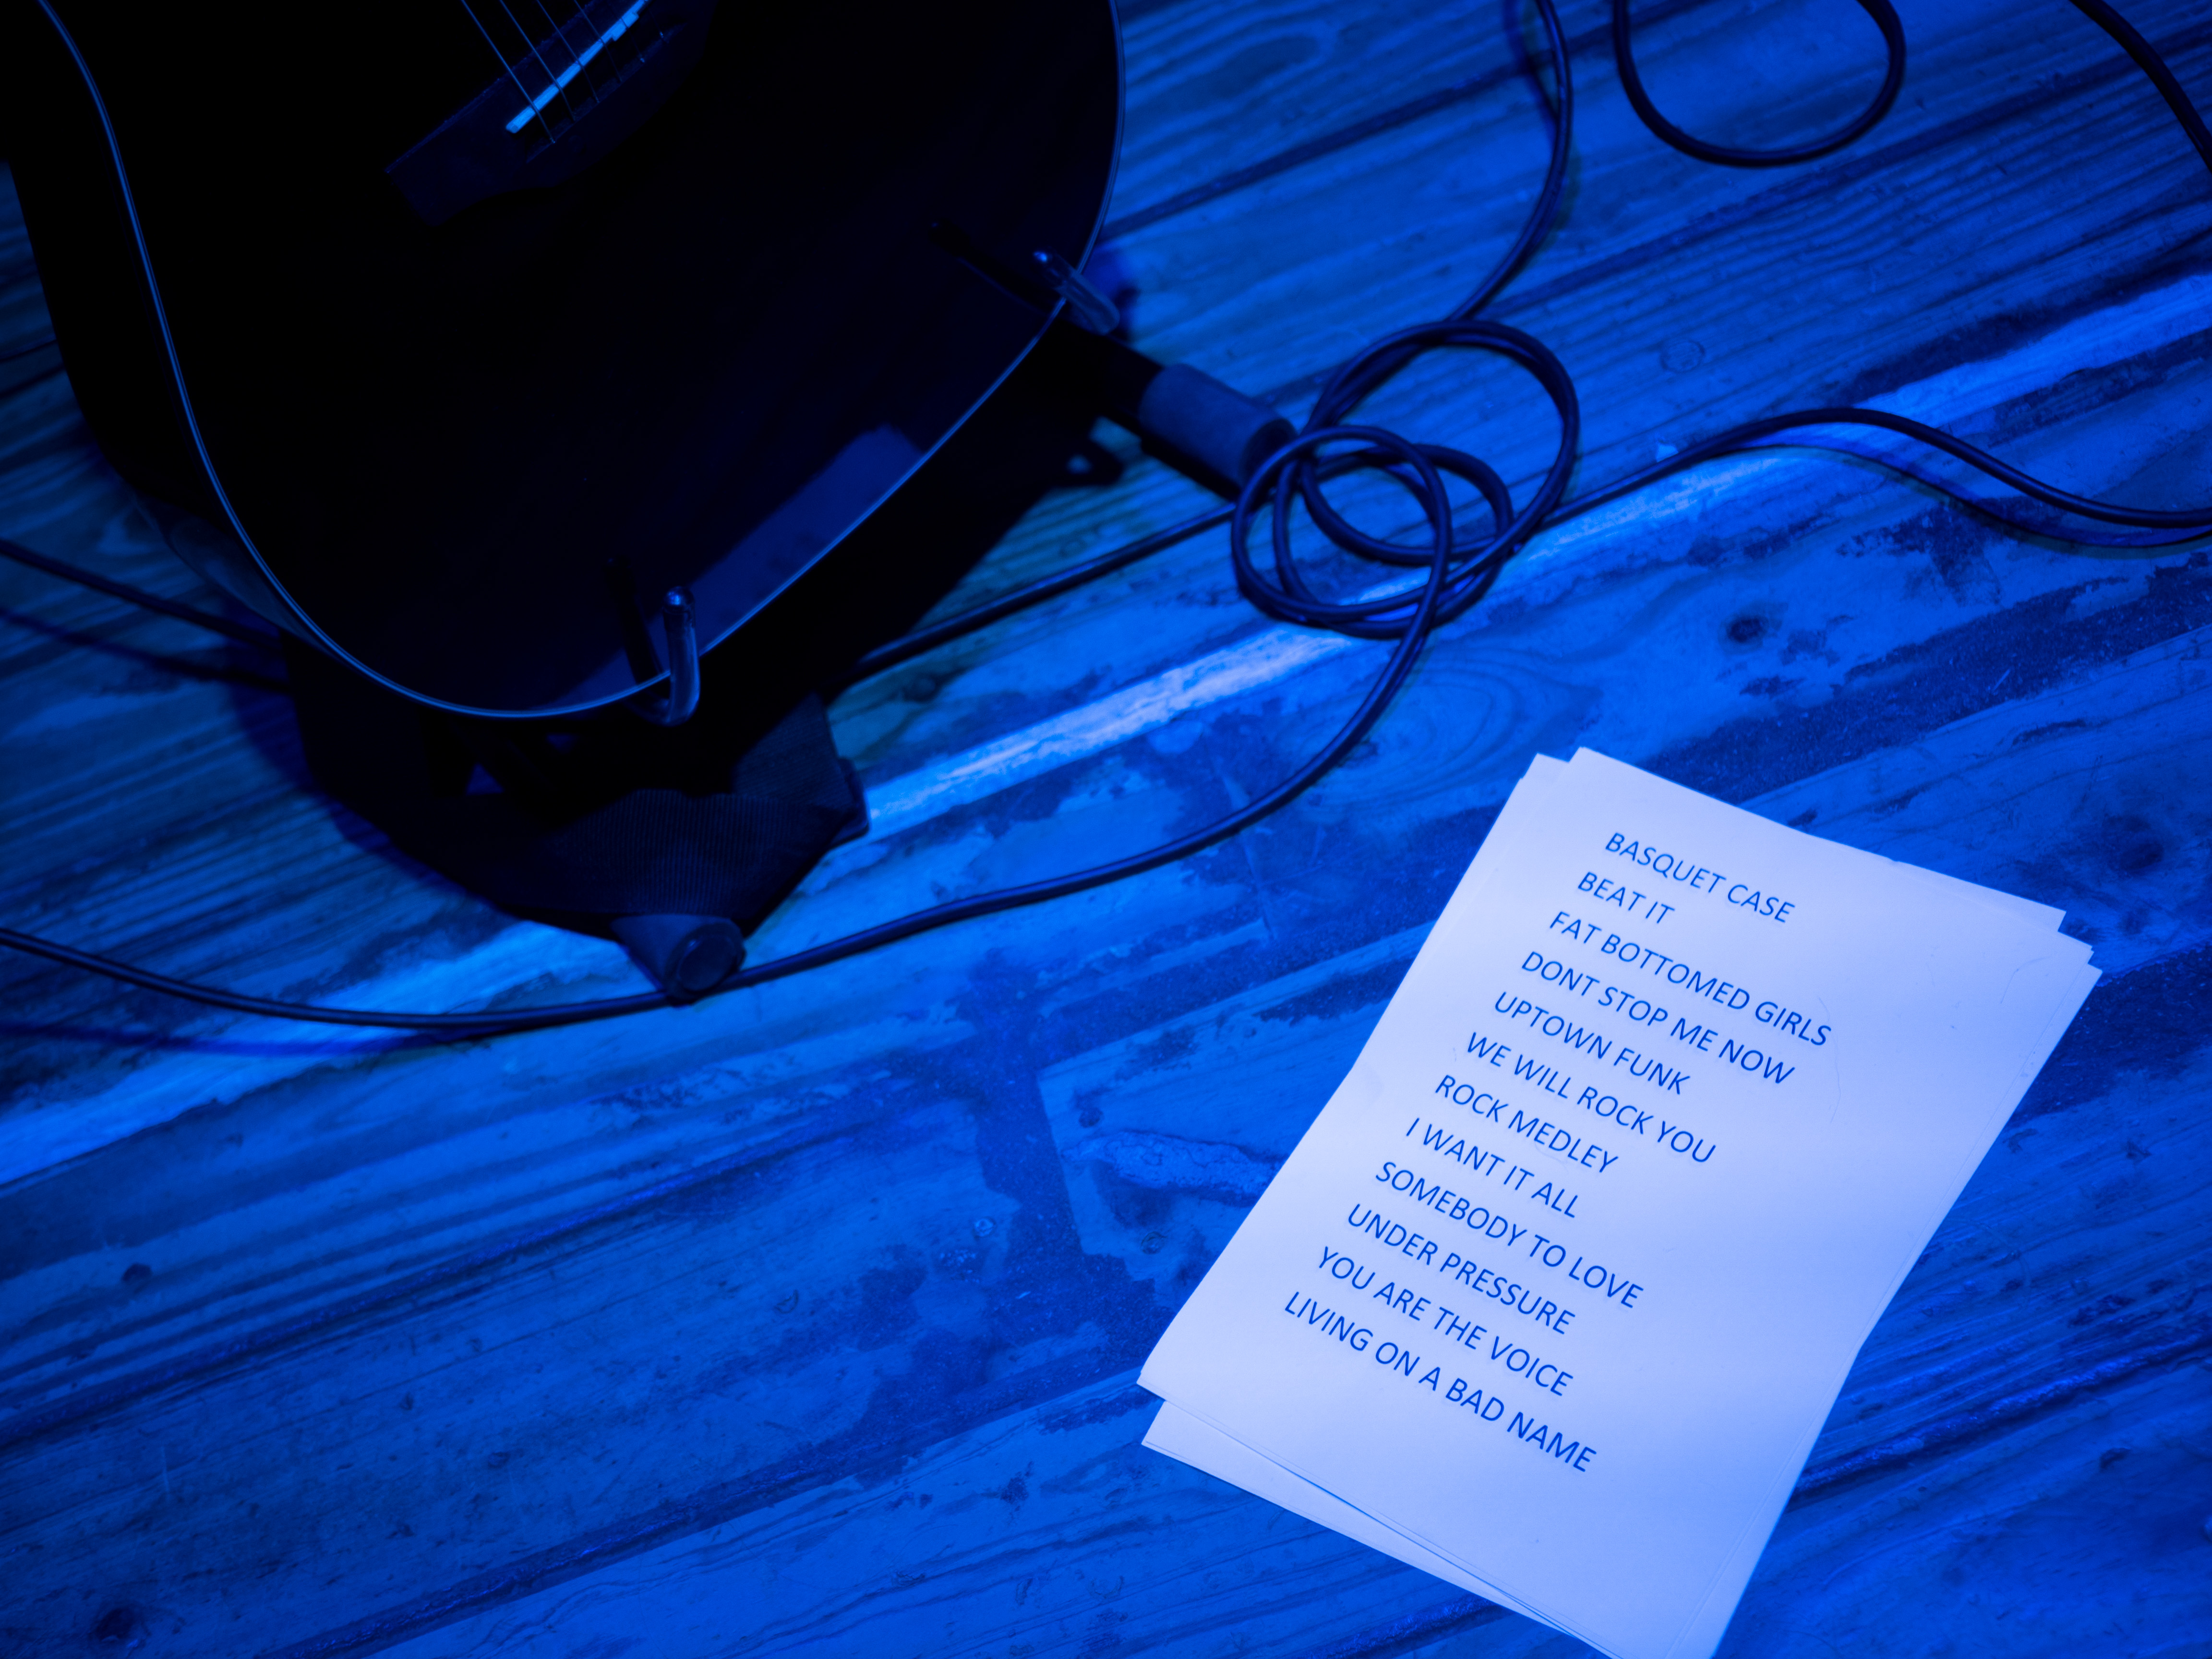 BASQUET CASE
BEAT IT
FAT BOTTOMED GIRLS
DONT STOP ME NOW
UPTOWN FUNK
WE WILL ROCK YOU
ROCK MEDLEY
I WANT IT ALL
SOMEBODY TO LOVE
UNDER PRESSURE
YOU ARE THE VOICE
LIVING ON A BAD NAME